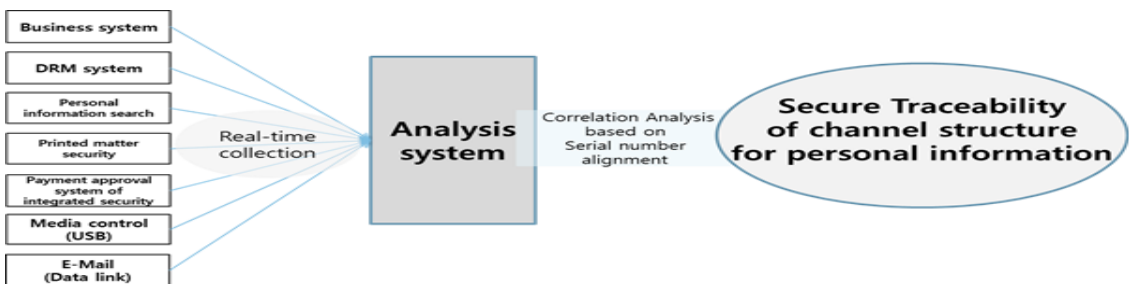 Business system
DRM system
Personal
information search
Printed matter
security
Payment approval
system of
integrated security
Media control
(USB)
E-Mail
(Data link)
Real-time
collection
Analysis
system
Correlation Analysis
based on
Serial number
alignment
Secure Traceability
of channel structure
for personal information